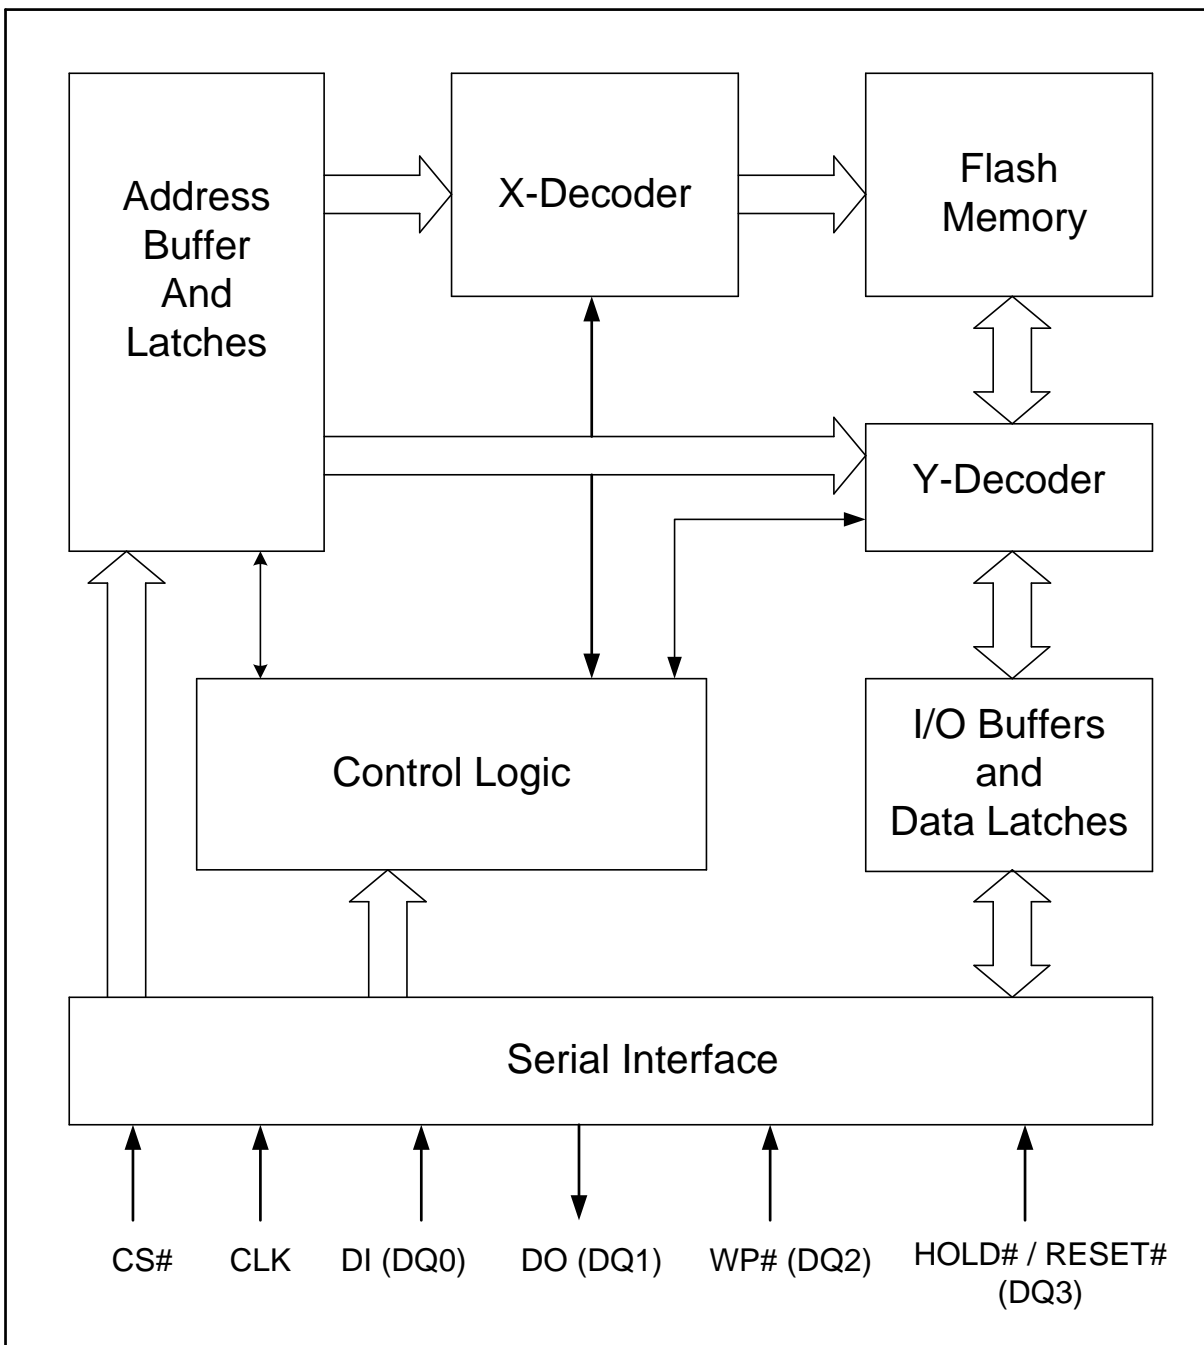 Address
Buffer
And
Latches
X-Decoder
Flash
Memory
Y-Decoder
Control Logic
I/O Buffers
and
Data Latches
Serial Interface
CS#
CLK
DI (DQ0)
DO (DQ1)
WP# (DQ2)
HOLD# / RESET#
(DQ3)